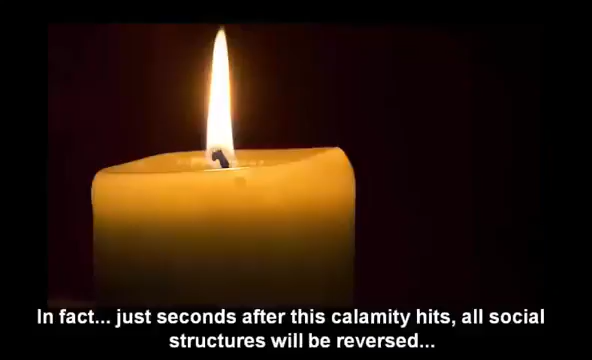 In fact... just seconds after this calamity hits, all social
structures will be reversed...